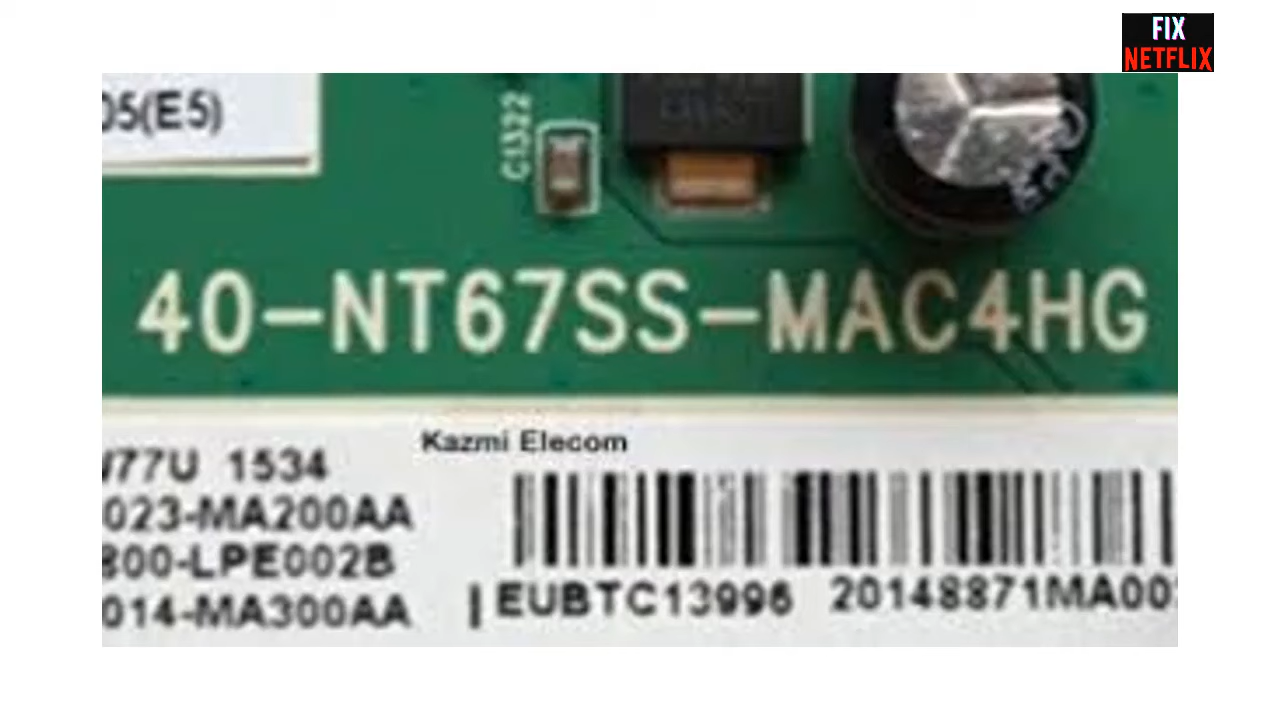 FIX
NETFLIX
05(E5)
C1322
40-NT67SS-MAC4HG
Kazmi Elecom
V77U 1534
023-MA200AA
800-LPE002B
014-MA300AA
EUBTC13996 20148871MA00